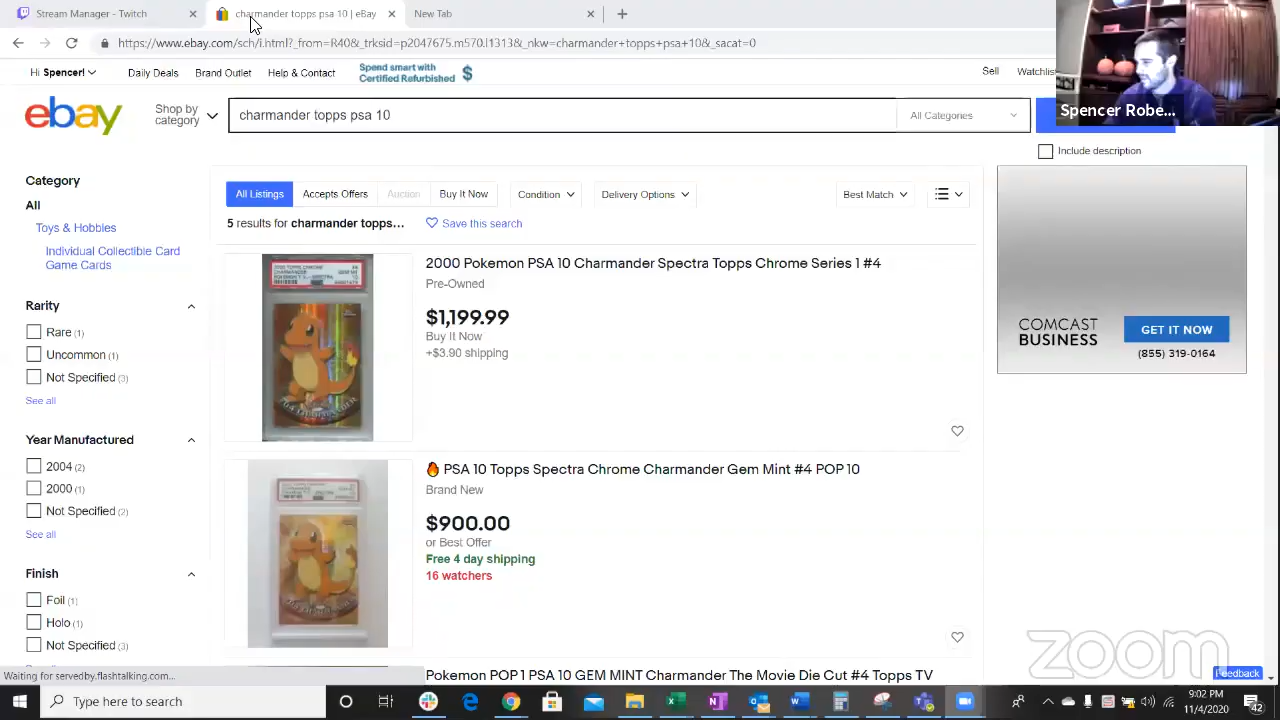 Stream Manager - Twitch
charmander topps psa 10 | eBay
New Tab
https://www.ebay.com/sch/i.html?_from=R40&_trksid=p2047675.m570.l1313&_nkw=charmander+topps+psa+10&_sacat=0
Hi Spencer!
Daily Deals
Brand Outlet
Help & Contact
Spend smart with
Certified Refurbished
Sell
Watchlis
Spencer Robe...
ebay
Shop by
category
charmander topps psa 10
All Categories
Include description
Category
All
Toys & Hobbies
Individual Collectible Card
Game Cards
Rarity
Rare (1)
Uncommon (1)
Not Specified (3)
See all
Year Manufactured
2004 (2)
2000 (1)
Not Specified (2)
See all
Finish
Foil (1)
Holo (1)
Not Specified (3)
All Listings
Accepts Offers
Auction
Buy It Now
Condition
Delivery Options
Best Match
5 results for charmander topps...
Save this search
2000 Pokemon PSA 10 Charmander Spectra Topps Chrome Series 1 #4
Pre-Owned
$1,199.99
Buy It Now
+$3.90 shipping
🔥 PSA 10 Topps Spectra Chrome Charmander Gem Mint #4 POP 10
Brand New
$900.00
or Best Offer
Free 4 day shipping
16 watchers
Pokemon POP 1 PSA 10 GEM MINT Charmander The Movie Die Cut #4 Topps TV
COMCAST
BUSINESS
GET IT NOW
(855) 319-0164
zoom
Feedback
Waiting for servedby.flashtalking.com...
Type here to search
9:02 PM
11/4/2020
42